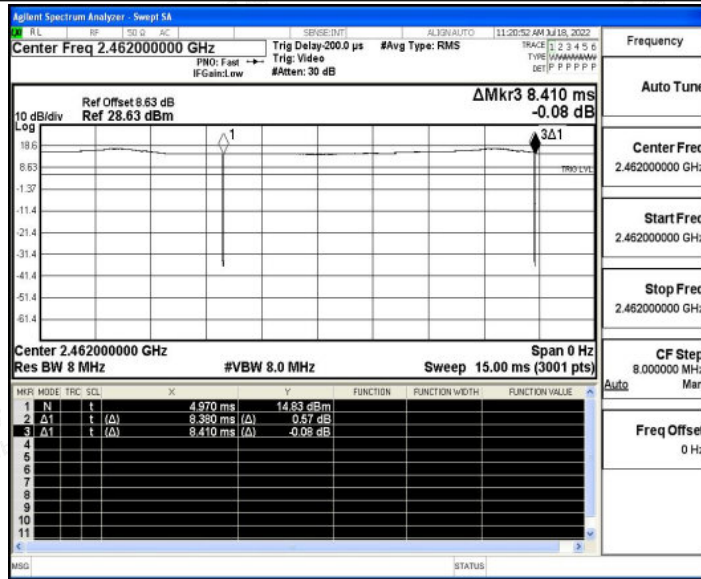 Agilent Spectrum Analyzer - Swept SA
RL RF 50 Ω AC SENSE:INT ALIGN AUTO 11:20:52 AM Jul 18, 2022
Center Freq 2.462000000 GHz
PNO: Fast
IFGain:Low
Trig Delay-200.0 µs
Trig: Video
#Atten: 30 dB
#Avg Type: RMS
TRACE 1 2 3 4 5 6
TYPE
DET P P P P P P
Frequency
Ref Offset 8.63 dB
10 dB/div Ref 28.63 dBm
Log
ΔMkr3 8.410 ms
-0.08 dB
Auto Tune
1
3Δ1
18.6
8.63
-1.37
-11.4
-21.4
-31.4
-41.4
-51.4
-61.4
TRIG LVL
Center Freq
2.462000000 GHz
Start Freq
2.462000000 GHz
Stop Freq
2.462000000 GHz
Center 2.462000000 GHz Span 0 Hz
Res BW 8 MHz #VBW 8.0 MHz Sweep 15.00 ms (3001 pts)
CF Step
8.000000 MHz
Auto Man
MKR MODE TRC SCL X Y FUNCTION FUNCTION WIDTH FUNCTION VALUE
1 N t 4.970 ms 14.83 dBm
2 Δ1 t (Δ) 8.380 ms (Δ) 0.57 dB
3 Δ1 t (Δ) 8.410 ms (Δ) -0.08 dB
4
5
6
7
8
9
10
11
Freq Offset
0 Hz
MSG STATUS